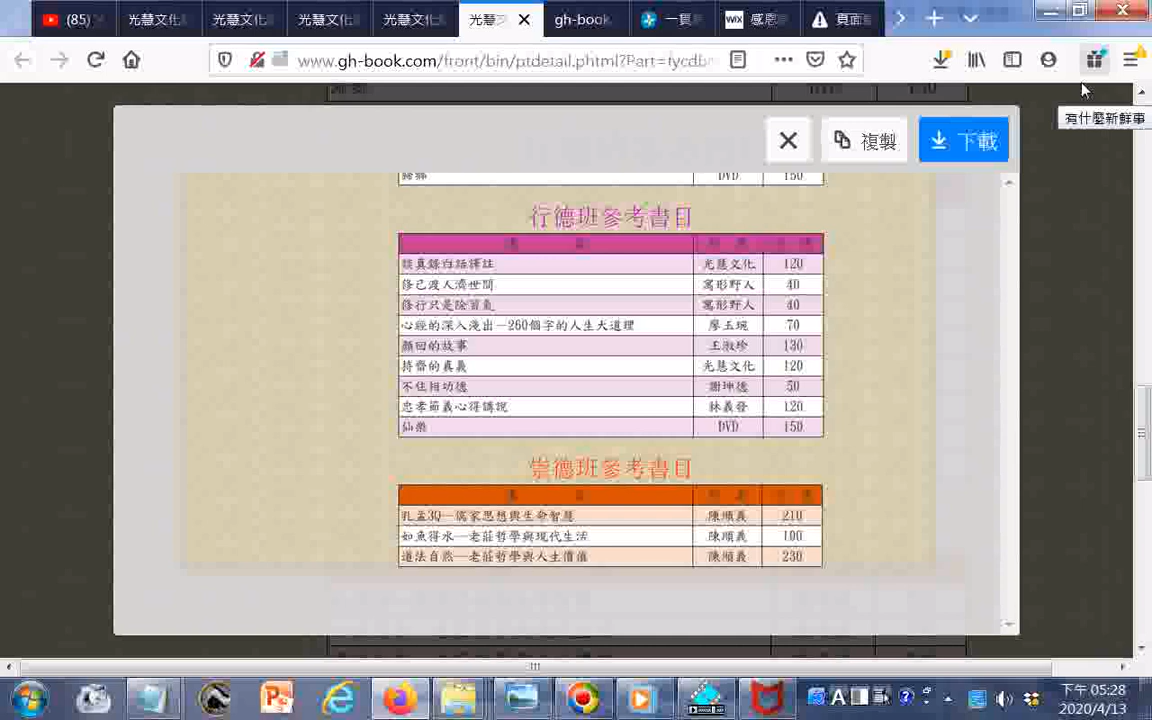 (85)
光慧文化
光慧文化
光慧文化
光慧文化
光慧文
gh-book
一貫
感恩
頁面
www.gh-book.com/front/bin/ptdetail.phtml?Part=fycdbm
有什麼新鮮事
複製
下載
DVD 150
行德班參考書目
談真錄白話譯註 光慧文化 120
修己渡人濟世間 寓形野人 40
修行只是除習氣 寓形野人 40
心經的深入淺出－260個字的人生大道理 廖玉琬 70
顏回的故事 王淑珍 130
持齋的真義 光慧文化 120
不住相功德 謝坤德 50
忠孝節義心得講說 林義發 120
仙樂 DVD 150
崇德班參考書目
孔孟3Q—儒家思想與生命智慧 陳順義 210
如魚得水—老莊哲學與現代生活 陳順義 100
道法自然—老莊哲學與人生價值 陳順義 230
下午 05:28
2020/4/13